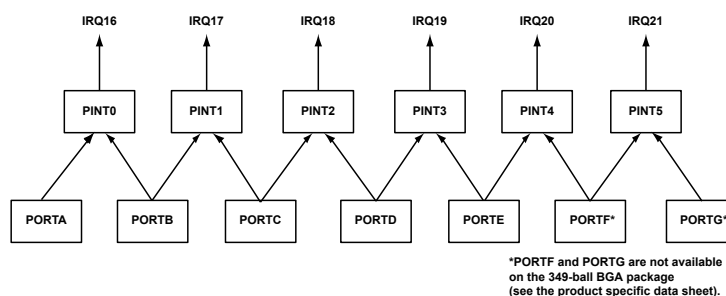 IRQ16 IRQ17 IRQ18 IRQ19 IRQ20 IRQ21
PINT0 PINT1 PINT2 PINT3 PINT4 PINT5
PORTA PORTB PORTC PORTD PORTE PORTF* PORTG*
*PORTF and PORTG are not available
on the 349-ball BGA package
(see the product specific data sheet).